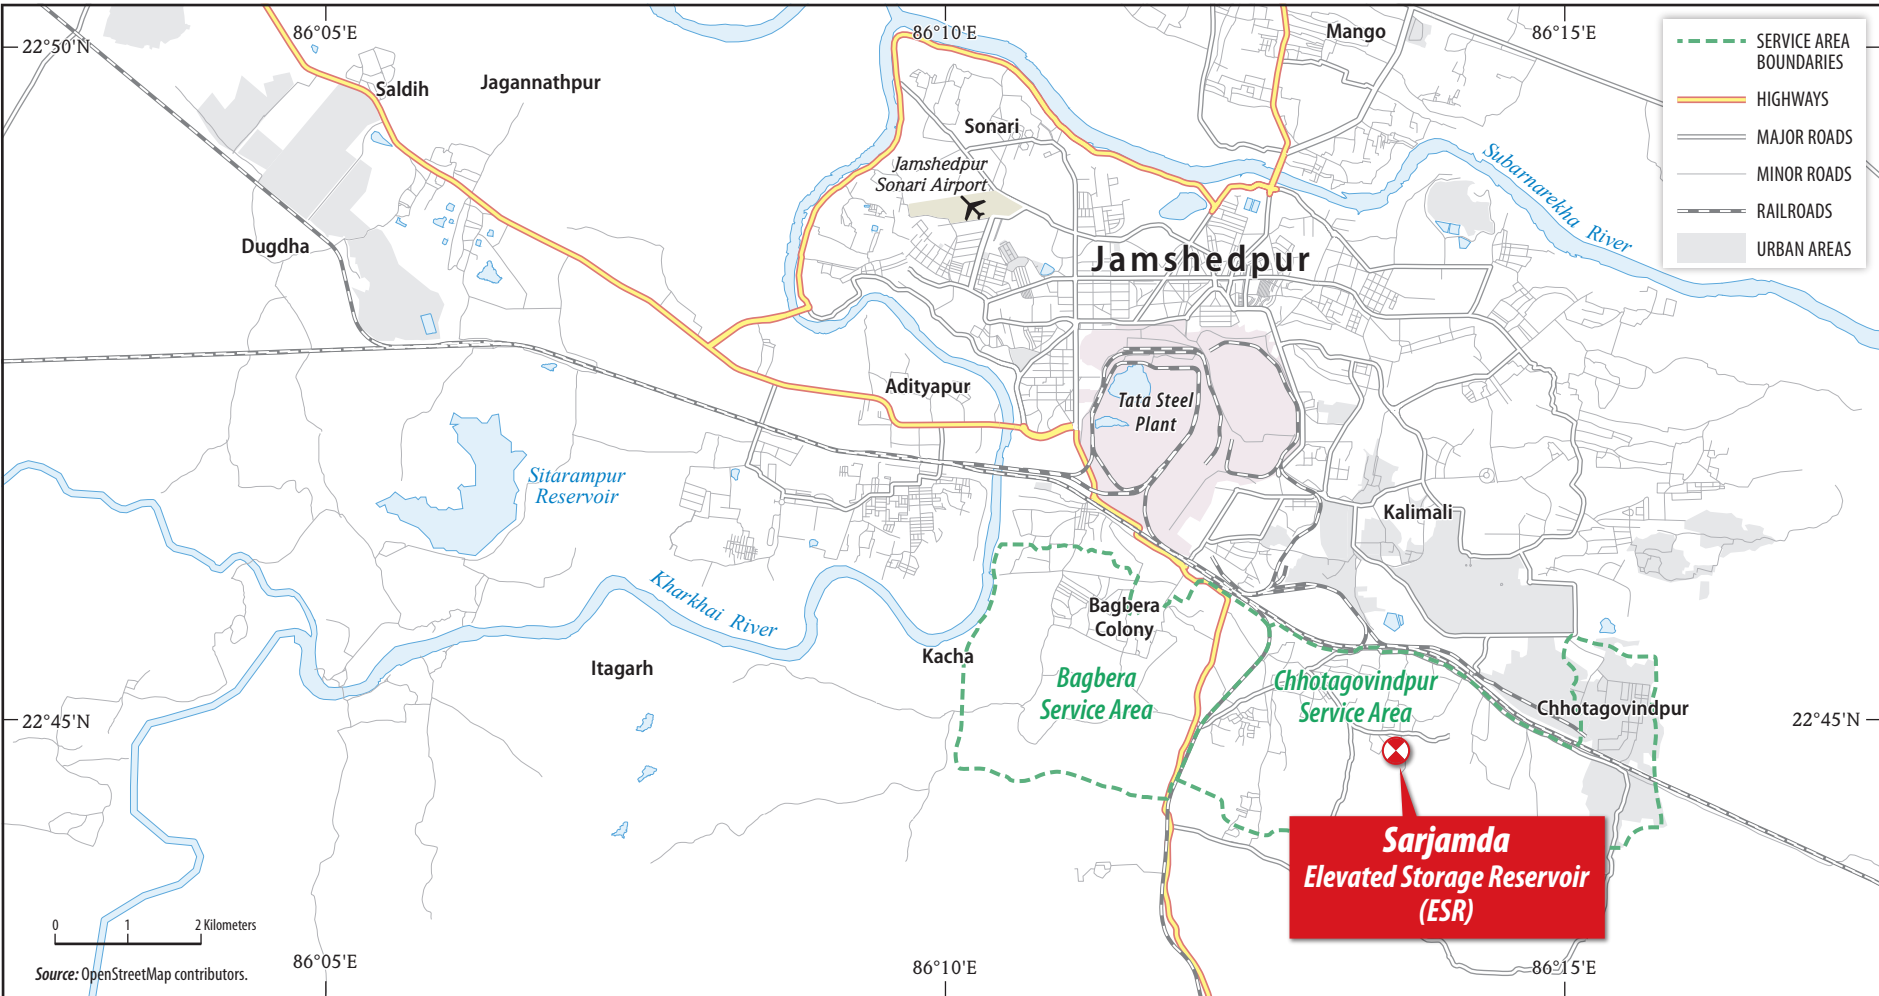 86°05'E
86°10'E
86°15'E
22°50'N
Mango
SERVICE AREA
BOUNDARIES
HIGHWAYS
MAJOR ROADS
MINOR ROADS
RAILROADS
URBAN AREAS
Saldih
Jagannathpur
Sonari
Jamshedpur
Sonari Airport
Subarnarekha River
Dugdha
Jamshedpur
Adityapur
Tata Steel
Plant
Sitarampur
Reservoir
Kalimali
Kharkhai River
Bagbera
Colony
Kacha
Itagarh
Bagbera
Service Area
Chhotagovindpur
Service Area
Chhotagovindpur
22°45'N
22°45'N
Sarjamda
Elevated Storage Reservoir
(ESR)
0 1 2 Kilometers
Source: OpenStreetMap contributors.
86°05'E
86°10'E
86°15'E